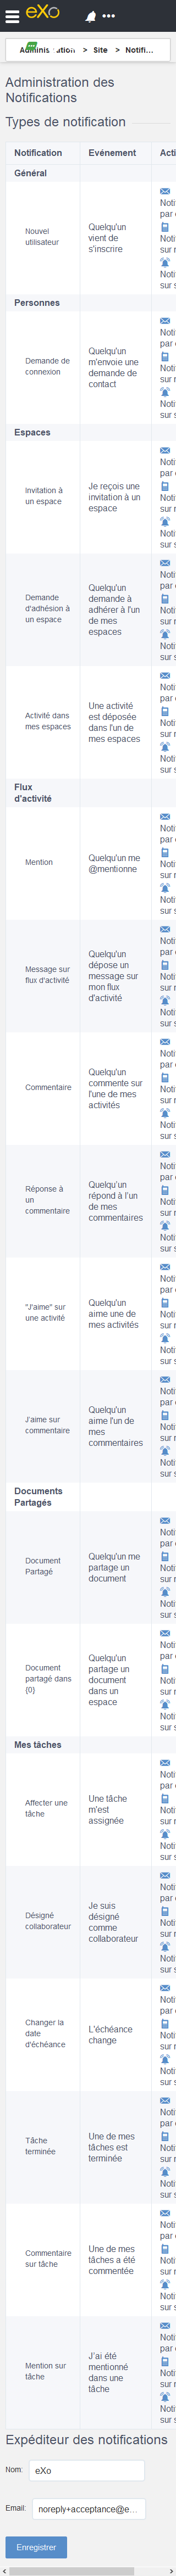 eXo
Adminis ation > Site > Notifi...
Administration des
Notifications
Types de notification
Notification Evénement Acti
Général
Nouvel
utilisateur
Quelqu'un
vient de
s'inscrire
Noti
par e
Noti
sur r
Noti
sur s
Personnes
Demande de
connexion
Quelqu'un
m'envoie une
demande de
contact
Noti
par e
Noti
sur r
Noti
sur s
Espaces
Invitation à
un espace
Je reçois une
invitation à un
espace
Noti
par e
Noti
sur r
Noti
sur s
Demande
d'adhésion à
un espace
Quelqu'un
demande à
adhérer à l'un
de mes
espaces
Noti
par e
Noti
sur r
Noti
sur s
Activité dans
mes espaces
Une activité
est déposée
dans l'un de
mes espaces
Noti
par e
Noti
sur r
Noti
sur s
Flux
d'activité
Mention
Quelqu'un me
@mentionne
Noti
par e
Noti
sur r
Noti
sur s
Message sur
flux d'activité
Quelqu'un
dépose un
message sur
mon flux
d'activité
Noti
par e
Noti
sur r
Noti
sur s
Commentaire
Quelqu'un
commente sur
l'une de mes
activités
Noti
par e
Noti
sur r
Noti
sur s
Réponse à
un
commentaire
Quelqu'un
répond à l'un
de mes
commentaires
Noti
par e
Noti
sur r
Noti
sur s
"J'aime" sur
une activité
Quelqu'un
aime une de
mes activités
Noti
par e
Noti
sur r
Noti
sur s
J'aime sur
commentaire
Quelqu'un
aime l'un de
mes
commentaires
Noti
par e
Noti
sur r
Noti
sur s
Documents
Partagés
Document
Partagé
Quelqu'un me
partage un
document
Noti
par e
Noti
sur r
Noti
sur s
Document
partagé dans
{0}
Quelqu'un
partage un
document
dans un
espace
Noti
par e
Noti
sur r
Noti
sur s
Mes tâches
Affecter une
tâche
Une tâche
m'est
assignée
Noti
par e
Noti
sur r
Noti
sur s
Désigné
collaborateur
Je suis
désigné
comme
collaborateur
Noti
par e
Noti
sur r
Noti
sur s
Changer la
date
d'échéance
L'échéance
change
Noti
par e
Noti
sur r
Noti
sur s
Tâche
terminée
Une de mes
tâches est
terminée
Noti
par e
Noti
sur r
Noti
sur s
Commentaire
sur tâche
Une de mes
tâches a été
commentée
Noti
par e
Noti
sur r
Noti
sur s
Mention sur
tâche
J'ai été
mentionné
dans une
tâche
Noti
par e
Noti
sur r
Noti
sur s
Expéditeur des notifications
Nom: eXo
Email: noreply+acceptance@e...
Enregistrer